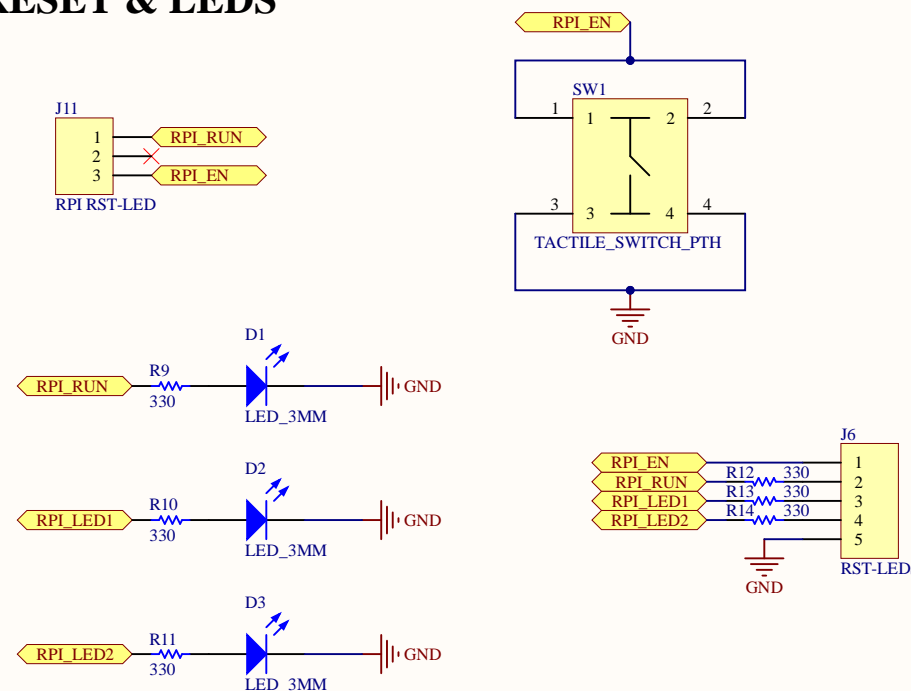 RESET & LEDS
RPI_EN
SW1
1 1 2 2
3 3 4 4
TACTILE_SWITCH_PTH
GND
J11
1 RPI_RUN
2
3 RPI_EN
RPI RST-LED
D1
RPI_RUN R9 330 GND
LED_3MM
D2
RPI_LED1 R10 330 GND
LED_3MM
D3
RPI_LED2 R11 330 GND
LED_3MM
J6
RPI_EN 1
RPI_RUN R12 330 2
RPI_LED1 R13 330 3
RPI_LED2 R14 330 4
5
GND
RST-LED